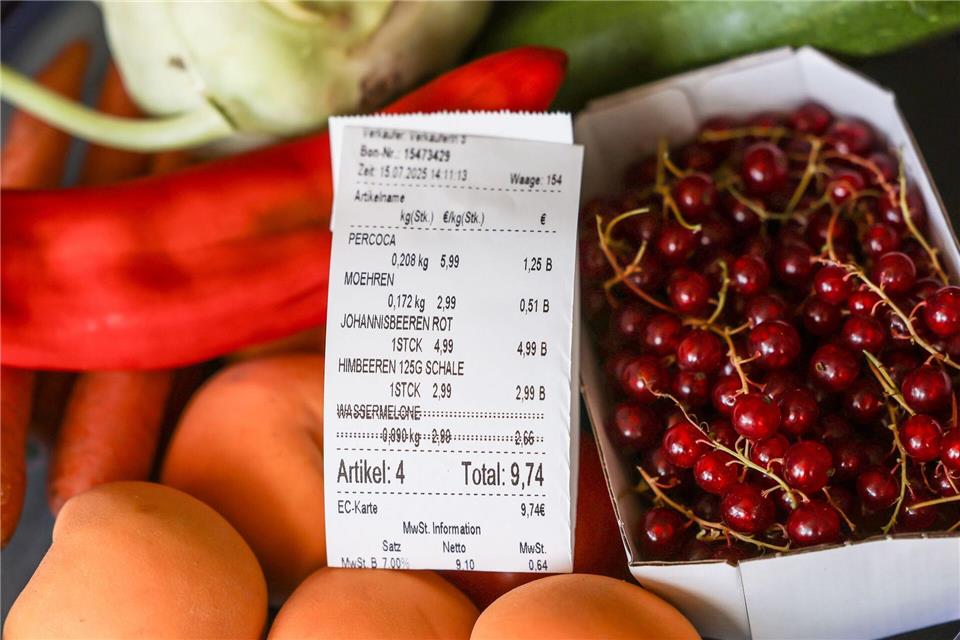 Verkäufer: Verkäuferin 5
Bon-Nr.: 15473429
Zeit: 15.07.2025 14:11:13 Waage: 154
Artikelname
kg(Stk.) €/kg(Stk.) €
PERCOCA
0,208 kg 5,99 1,25 B
MOEHREN
0,172 kg 2,99 0,51 B
JOHANNISBEEREN ROT
1STCK 4,99 4,99 B
HIMBEEREN 125G SCHALE
1STCK 2,99 2,99 B
WASSERMELONE
0,890 kg 2,99 2,66
Artikel: 4 Total: 9,74
EC-Karte 9,74€
MwSt. Information
Satz Netto MwSt.
MwSt. B 7.00% 9.10 0.64